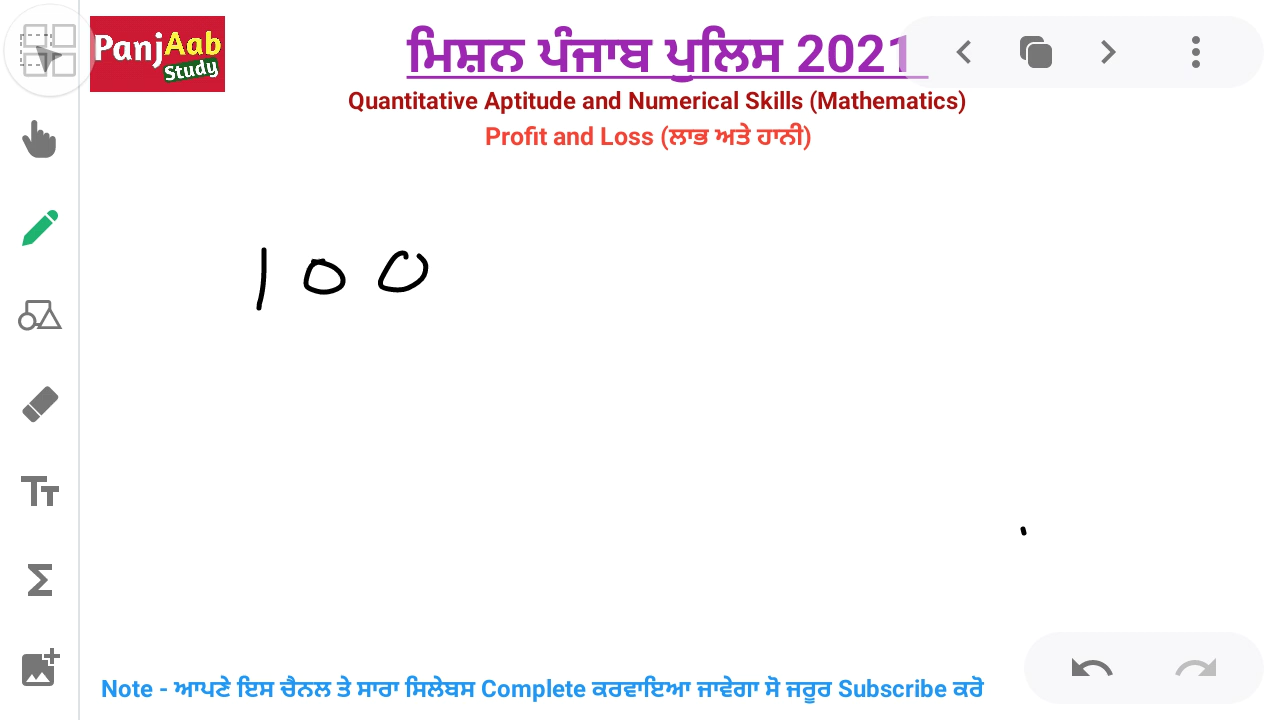 PanjAab
Study
ਮਿਸ਼ਨ ਪੰਜਾਬ ਪੁਲਿਸ 2021
Quantitative Aptitude and Numerical Skills (Mathematics)
Profit and Loss (ਲਾਭ ਅਤੇ ਹਾਨੀ)
100
Note - ਆਪਣੇ ਇਸ ਚੈਨਲ ਤੇ ਸਾਰਾ ਸਿਲੇਬਸ Complete ਕਰਵਾਇਆ ਜਾਵੇਗਾ ਸੋ ਜਰੂਰ Subscribe ਕਰੋ